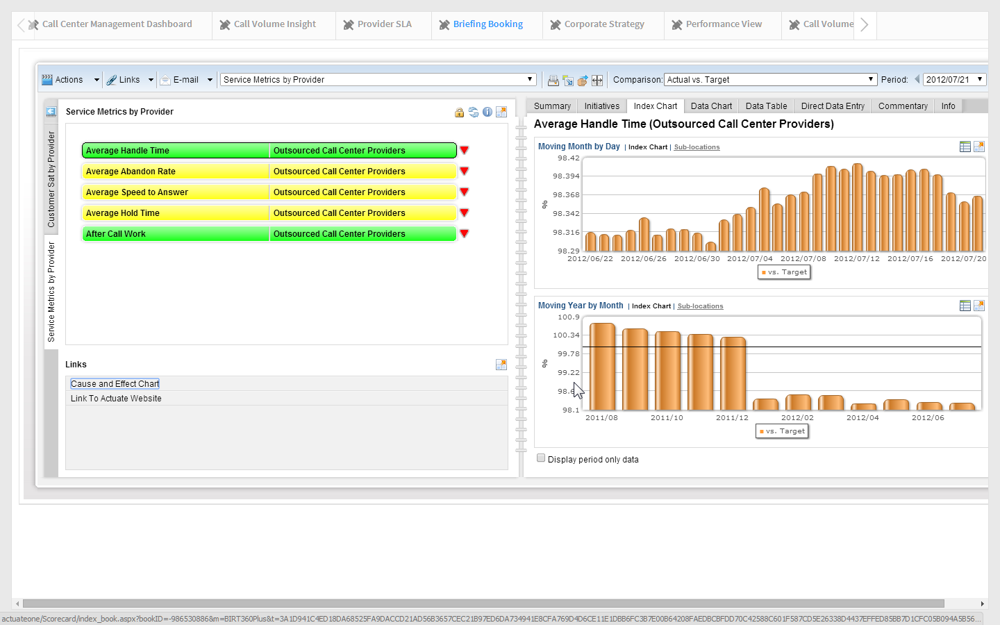 Call Center Management Dashboard
Call Volume Insight
Provider SLA
Briefing Booking
Corporate Strategy
Performance View
Call Volume
Actions
Links
E-mail
Service Metrics by Provider
Comparison:
Actual vs. Target
Period:
2012/07/21
Customer Sat by Provider
Service Metrics by Provider
Service Metrics by Provider
Average Handle Time Outsourced Call Center Providers
Average Abandon Rate Outsourced Call Center Providers
Average Speed to Answer Outsourced Call Center Providers
Average Hold Time Outsourced Call Center Providers
After Call Work Outsourced Call Center Providers
Links
Cause and Effect Chart
Link To Actuate Website
Summary
Initiatives
Index Chart
Data Chart
Data Table
Direct Data Entry
Commentary
Info
Average Handle Time (Outsourced Call Center Providers)
Moving Month by Day | Index Chart | Sub-locations
98.42
98.394
98.368
98.342
98.316
98.29
%
2012/06/22 2012/06/26 2012/06/30 2012/07/04 2012/07/08 2012/07/12 2012/07/16 2012/07/20
vs. Target
Moving Year by Month | Index Chart | Sub-locations
100.9
100.34
99.78
99.22
98.1
%
2011/08 2011/10 2011/12 2012/02 2012/04 2012/06
vs. Target
Display period only data
actuateone/Scorecard/index_book.aspx?bookID=-986530886&m=BIRT360Plus&t=3A1D941C4ED18DA68525FA9DACCD21AD56B3657CEC21B97ED6DA734941E8CFA769D4D6CE11E1DBB6FC3B7E00B64208FAEDBCBFDD70C42588C601F587CD5E26338D4437EFFED85BB7D1CFC05B094A5B56...